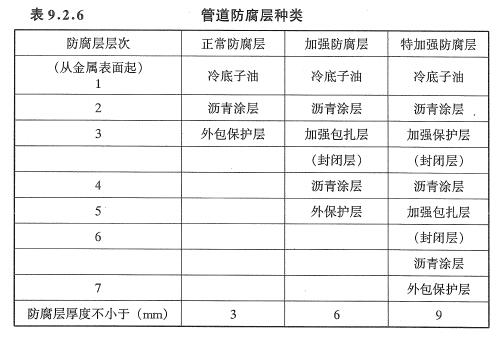 表9.2.6 管道防腐层种类
防腐层层次 正常防腐层 加强防腐层 特加强防腐层
（从金属表面起）
1 冷底子油 冷底子油 冷底子油
2 沥青涂层 沥青涂层 沥青涂层
3 外包保护层 加强包扎层 加强保护层
（封闭层） （封闭层）
4 沥青涂层 沥青涂层
5 外保护层 加强包扎层
6 （封闭层）
沥青涂层
7 外包保护层
防腐层厚度不小于（mm） 3 6 9